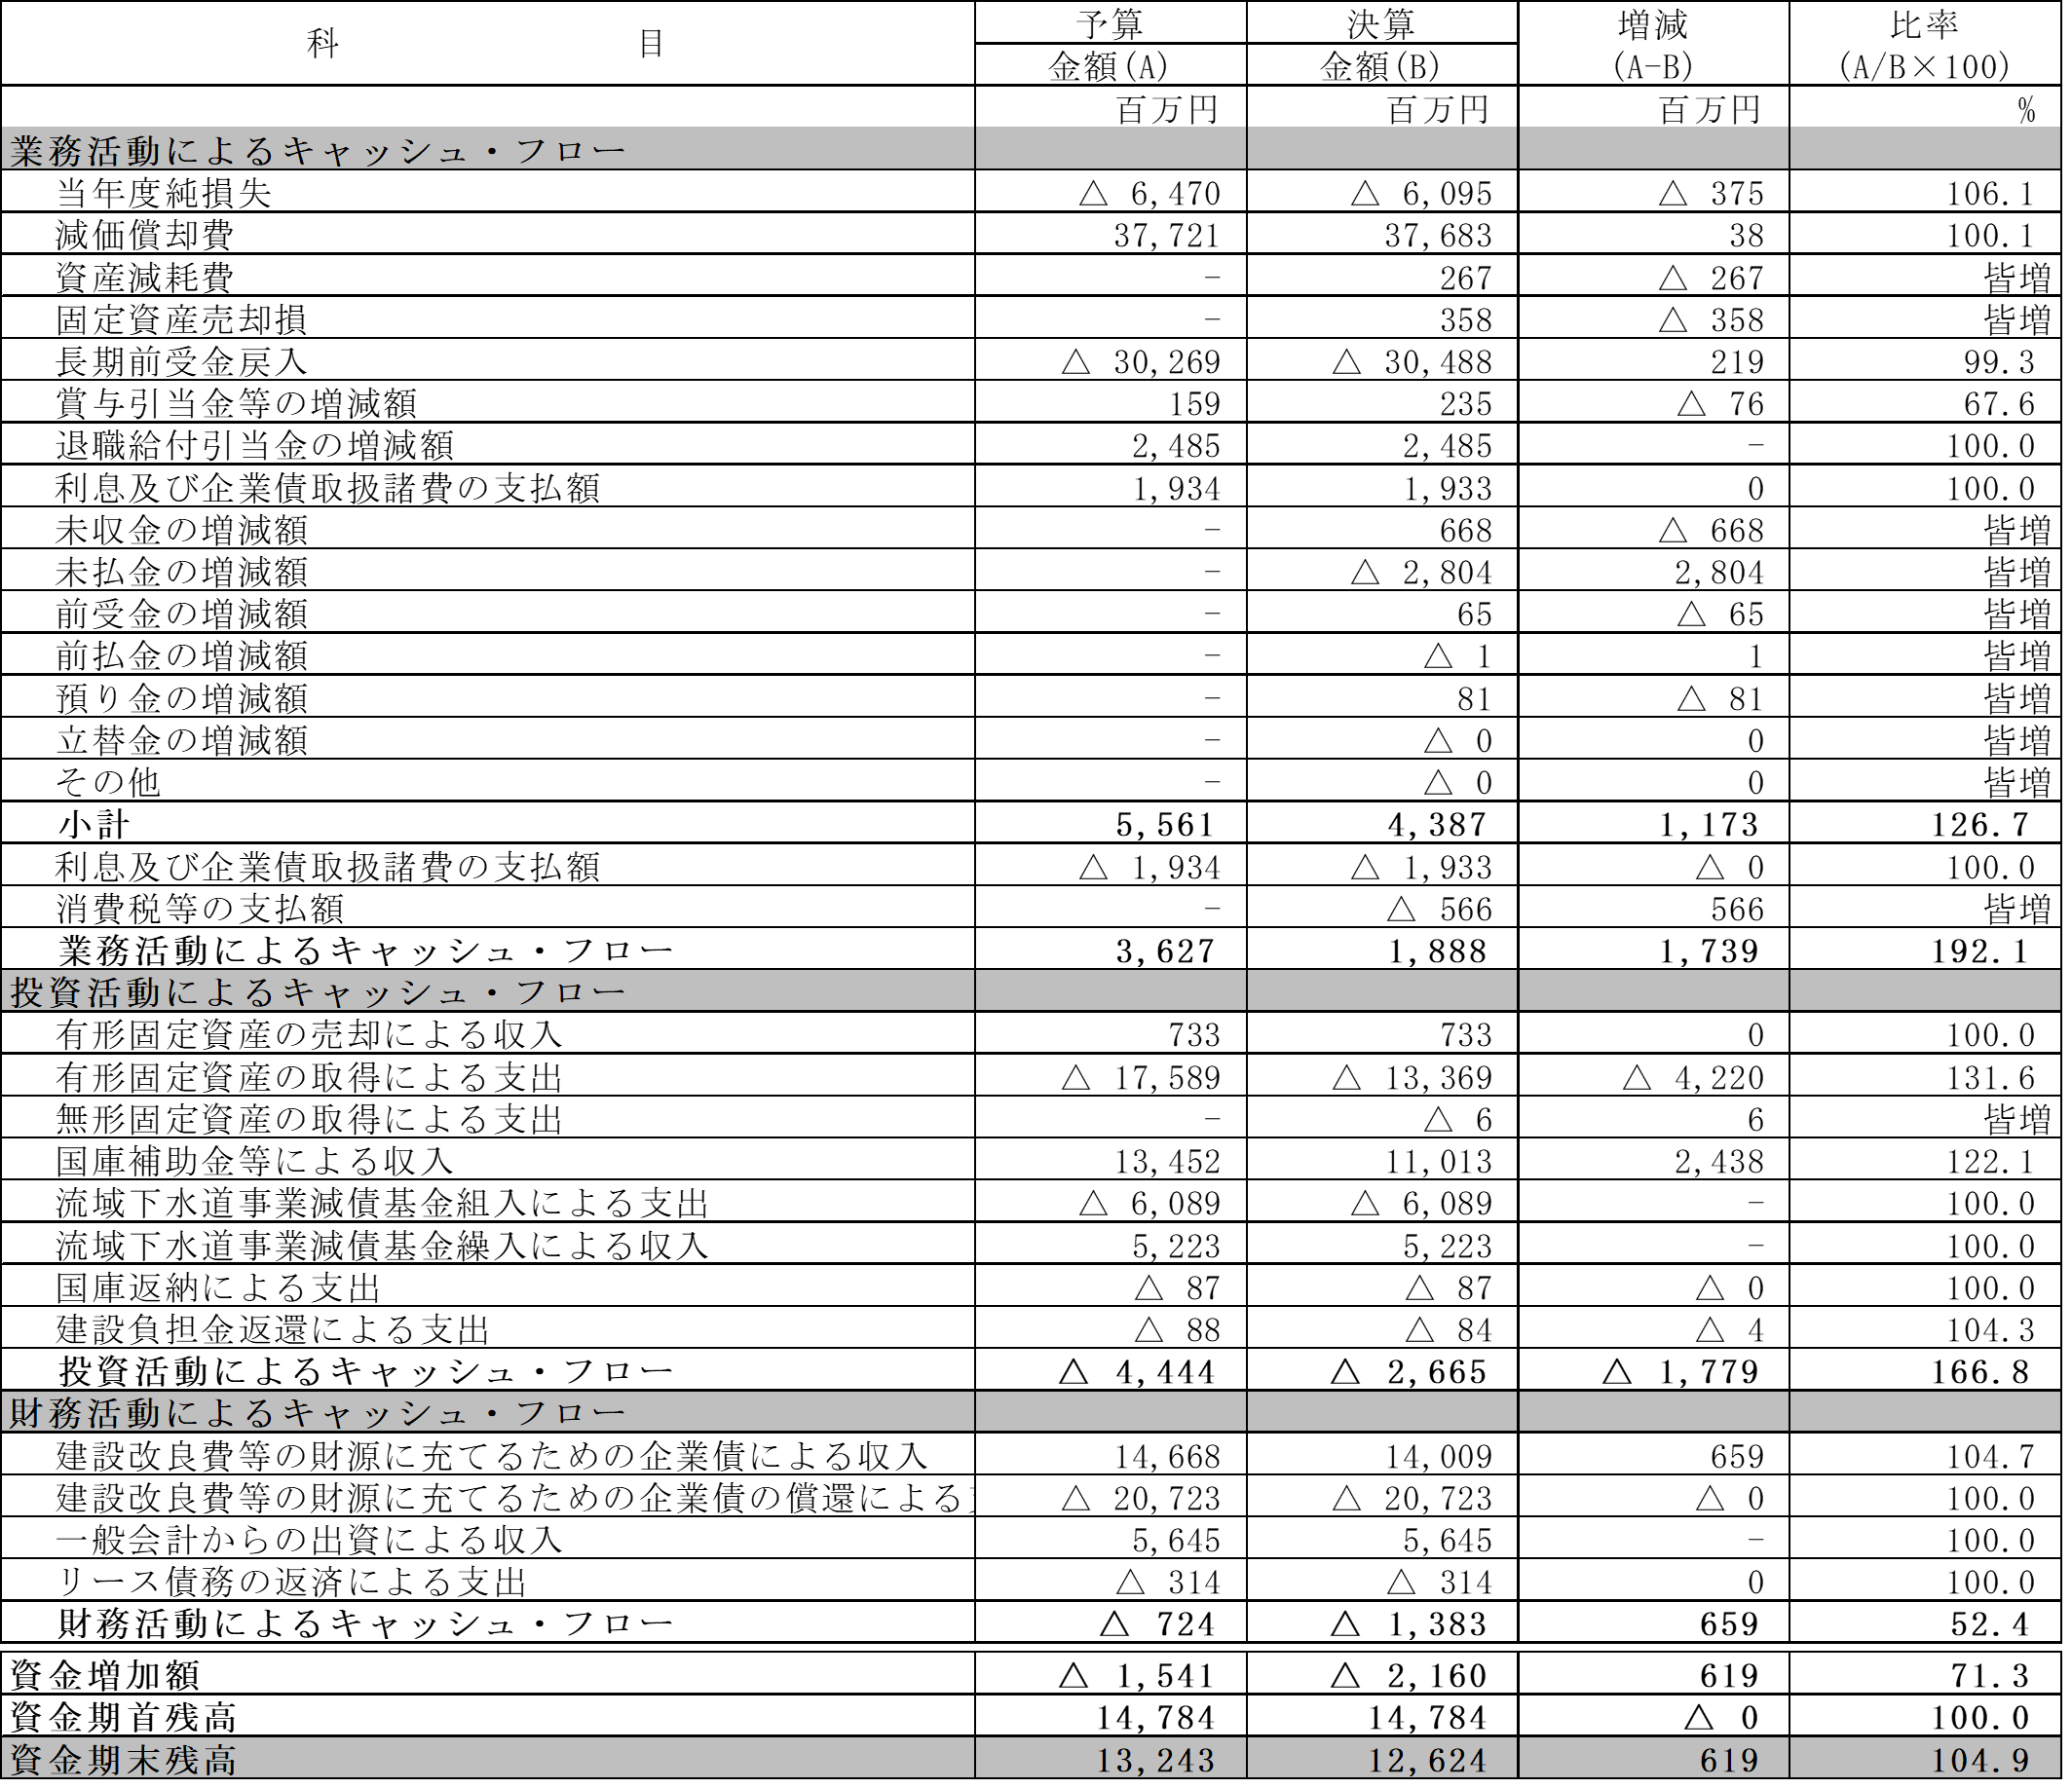 科 目 予算 決算 増減 比率
金額(A) 金額(B) (A-B) (A/B×100)
百万円 百万円 百万円 %
業務活動によるキャッシュ・フロー
当年度純損失 △ 6,470 △ 6,095 △ 375 106.1
減価償却費 37,721 37,683 38 100.1
資産減耗費 - 267 △ 267 皆増
固定資産売却損 - 358 △ 358 皆増
長期前受金戻入 △ 30,269 △ 30,488 219 99.3
賞与引当金等の増減額 159 235 △ 76 67.6
退職給付引当金の増減額 2,485 2,485 - 100.0
利息及び企業債取扱諸費の支払額 1,934 1,933 0 100.0
未収金の増減額 - 668 △ 668 皆増
未払金の増減額 - △ 2,804 2,804 皆増
前受金の増減額 - 65 △ 65 皆増
前払金の増減額 - △ 1 1 皆増
預り金の増減額 - 81 △ 81 皆増
立替金の増減額 - △ 0 0 皆増
その他 - △ 0 0 皆増
小計 5,561 4,387 1,173 126.7
利息及び企業債取扱諸費の支払額 △ 1,934 △ 1,933 △ 0 100.0
消費税等の支払額 - △ 566 566 皆増
業務活動によるキャッシュ・フロー 3,627 1,888 1,739 192.1
投資活動によるキャッシュ・フロー
有形固定資産の売却による収入 733 733 0 100.0
有形固定資産の取得による支出 △ 17,589 △ 13,369 △ 4,220 131.6
無形固定資産の取得による支出 - △ 6 6 皆増
国庫補助金等による収入 13,452 11,013 2,438 122.1
流域下水道事業減債基金組入による支出 △ 6,089 △ 6,089 - 100.0
流域下水道事業減債基金繰入による収入 5,223 5,223 - 100.0
国庫返納による支出 △ 87 △ 87 △ 0 100.0
建設負担金返還による支出 △ 88 △ 84 △ 4 104.3
投資活動によるキャッシュ・フロー △ 4,444 △ 2,665 △ 1,779 166.8
財務活動によるキャッシュ・フロー
建設改良費等の財源に充てるための企業債による収入 14,668 14,009 659 104.7
建設改良費等の財源に充てるための企業債の償還による △ 20,723 △ 20,723 △ 0 100.0
一般会計からの出資による収入 5,645 5,645 - 100.0
リース債務の返済による支出 △ 314 △ 314 0 100.0
財務活動によるキャッシュ・フロー △ 724 △ 1,383 659 52.4
資金増加額 △ 1,541 △ 2,160 619 71.3
資金期首残高 14,784 14,784 △ 0 100.0
資金期末残高 13,243 12,624 619 104.9